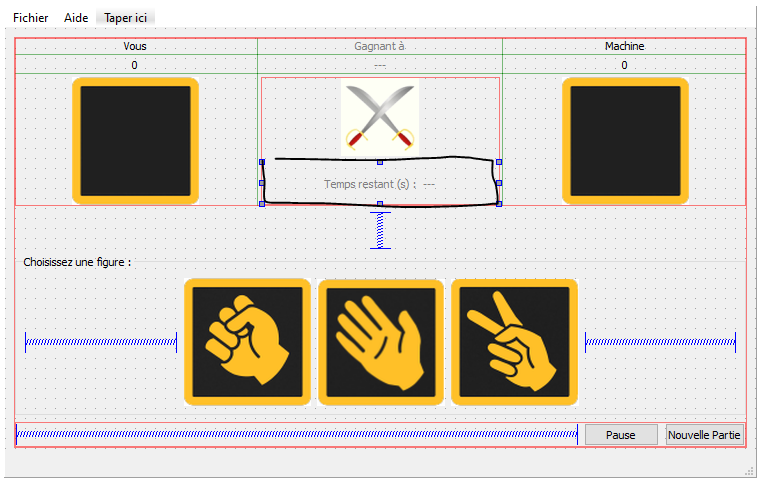 Fichier Aide Taper ici
Vous Gagnant à Machine
0 --- 0
Temps restant (s) : ---
Choisissez une figure :
Pause Nouvelle Partie